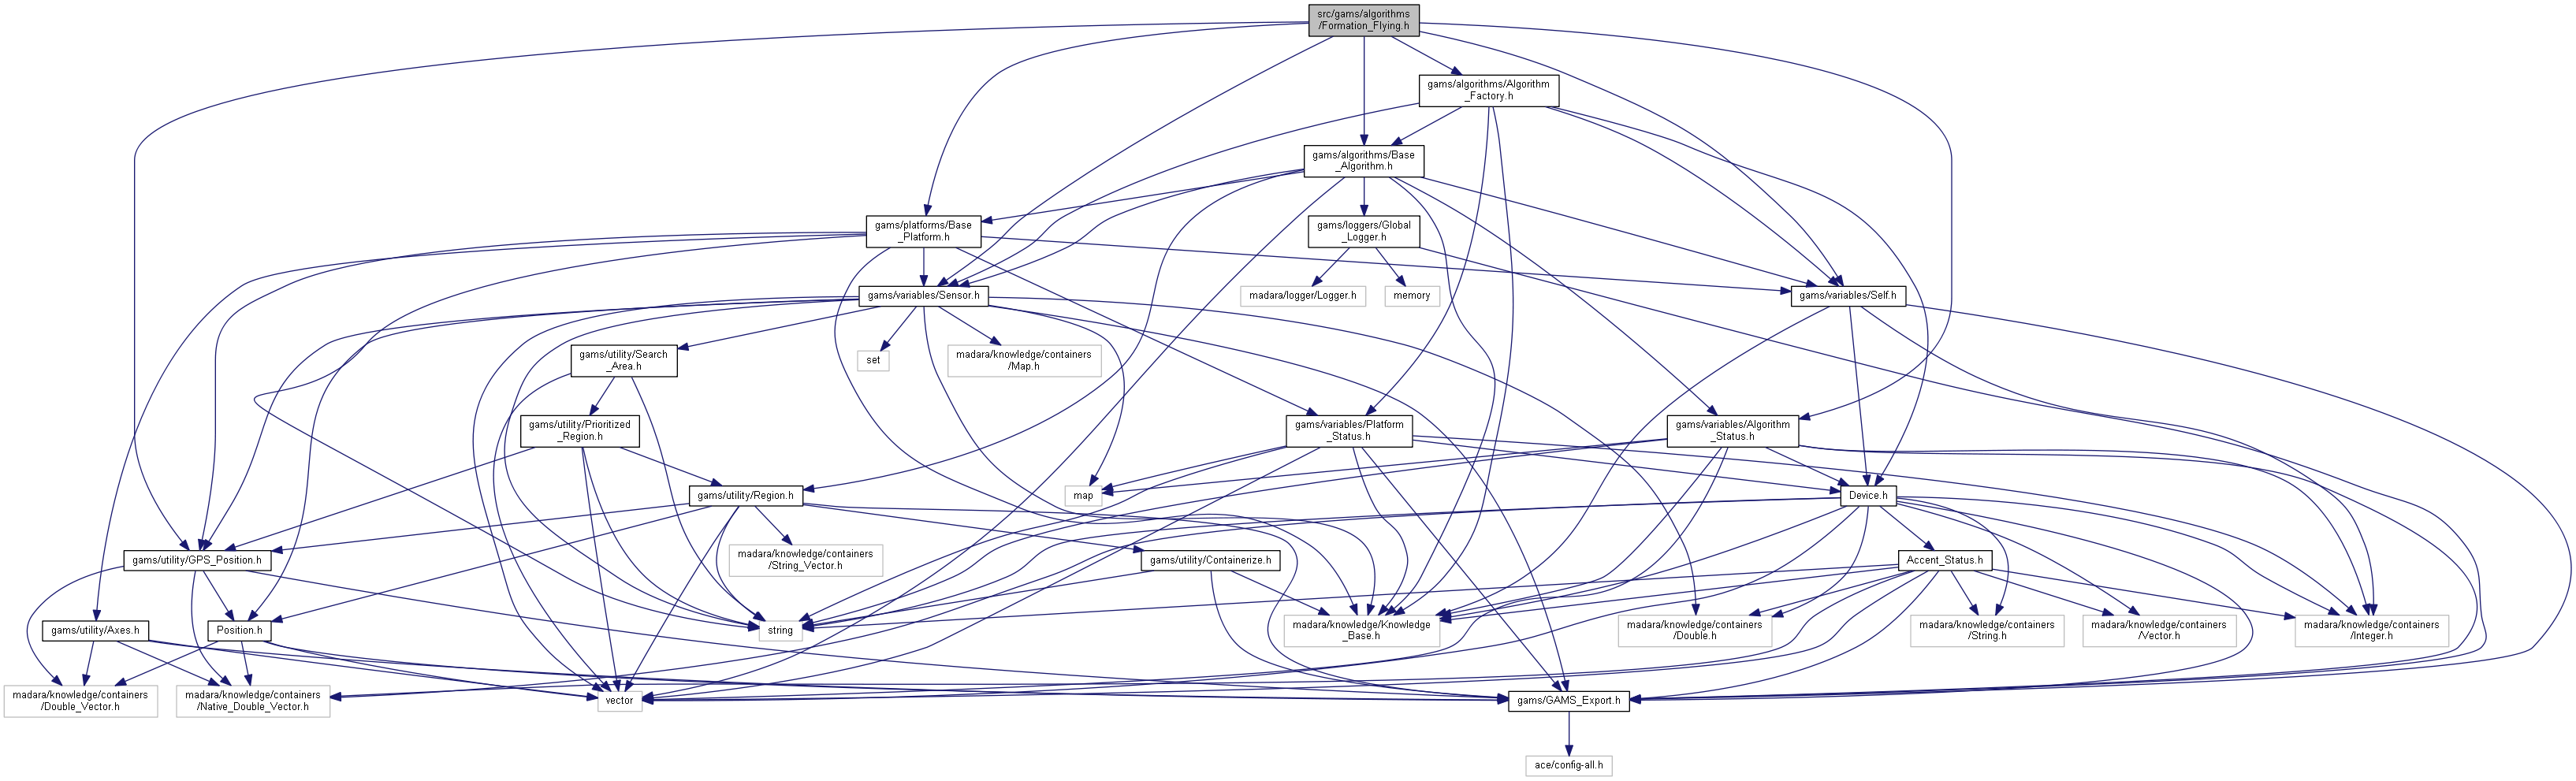 src/gams/algorithms
/Formation_Flying.h
gams/algorithms/Algorithm
_Factory.h
gams/algorithms/Base
_Algorithm.h
gams/platforms/Base
_Platform.h
gams/loggers/Global
_Logger.h
gams/variables/Sensor.h
madara/logger/Logger.h
memory
gams/variables/Self.h
gams/utility/Search
_Area.h
set
madara/knowledge/containers
/Map.h
gams/utility/Prioritized
_Region.h
gams/variables/Platform
_Status.h
gams/variables/Algorithm
_Status.h
gams/utility/Region.h
map
Device.h
gams/utility/GPS_Position.h
madara/knowledge/containers
/String_Vector.h
gams/utility/Containerize.h
Accent_Status.h
gams/utility/Axes.h
Position.h
string
madara/knowledge/Knowledge
_Base.h
madara/knowledge/containers
/Double.h
madara/knowledge/containers
/String.h
madara/knowledge/containers
/Vector.h
madara/knowledge/containers
/Integer.h
madara/knowledge/containers
/Double_Vector.h
madara/knowledge/containers
/Native_Double_Vector.h
vector
gams/GAMS_Export.h
ace/config-all.h